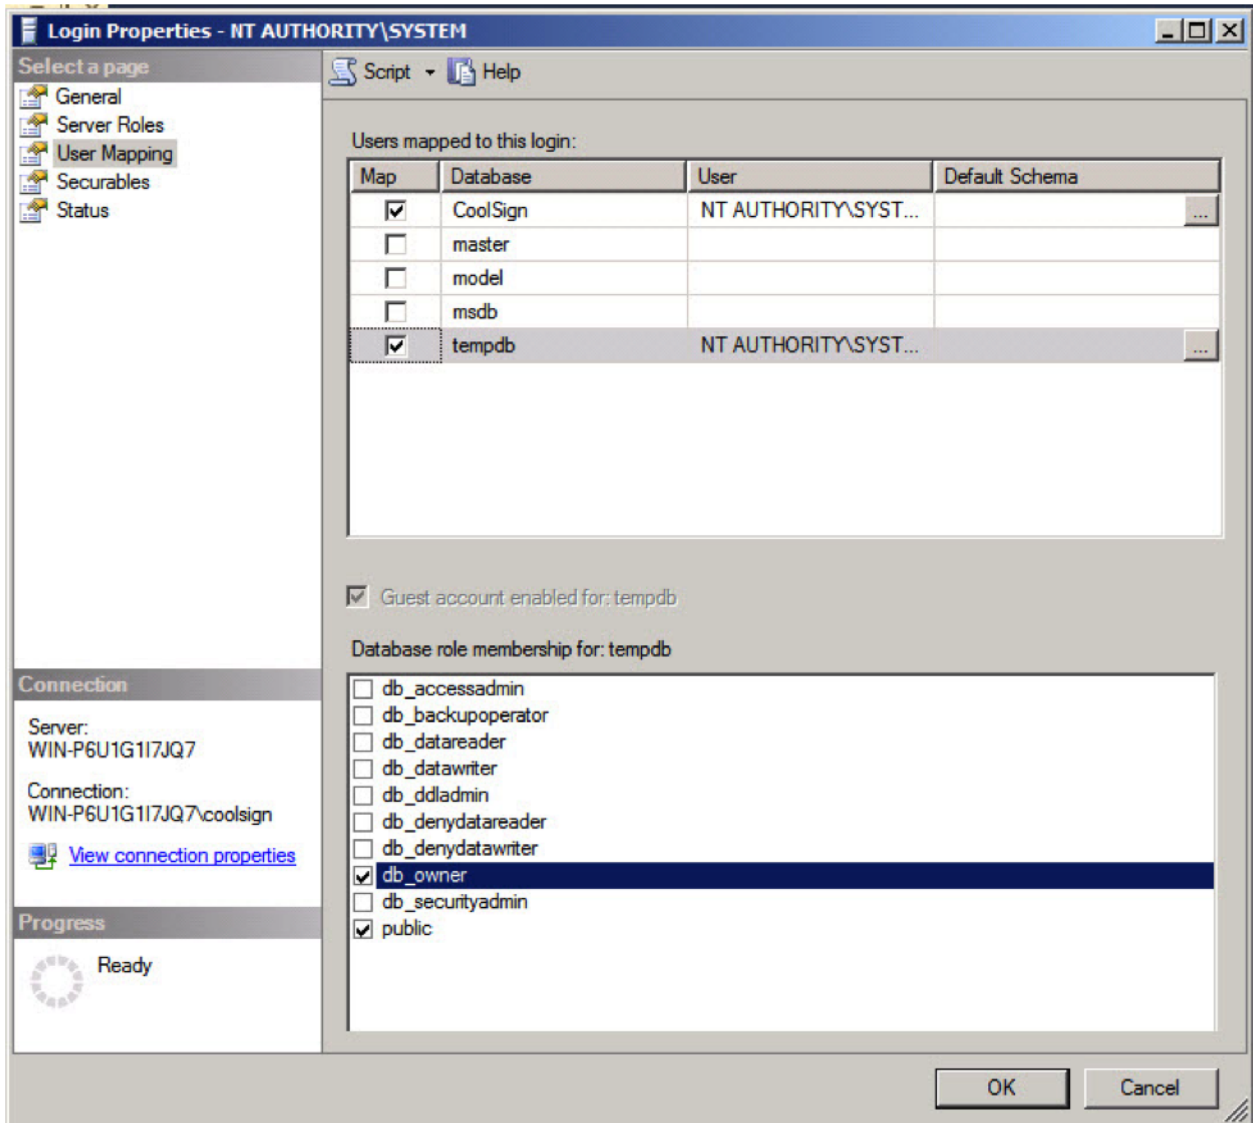 Login Properties - NT AUTHORITY\SYSTEM
Select a page
General
Server Roles
User Mapping
Securables
Status
Script
Help
Users mapped to this login:
Map Database User Default Schema
CoolSign NT AUTHORITY\SYST... ...
master
model
msdb
tempdb NT AUTHORITY\SYST... ...
Guest account enabled for: tempdb
Database role membership for: tempdb
db_accessadmin
db_backupoperator
db_datareader
db_datawriter
db_ddladmin
db_denydatareader
db_denydatawriter
db_owner
db_securityadmin
public
Connection
Server:
WIN-P6U1G1I7JQ7
Connection:
WIN-P6U1G1I7JQ7\coolsign
View connection properties
Progress
Ready
OK Cancel